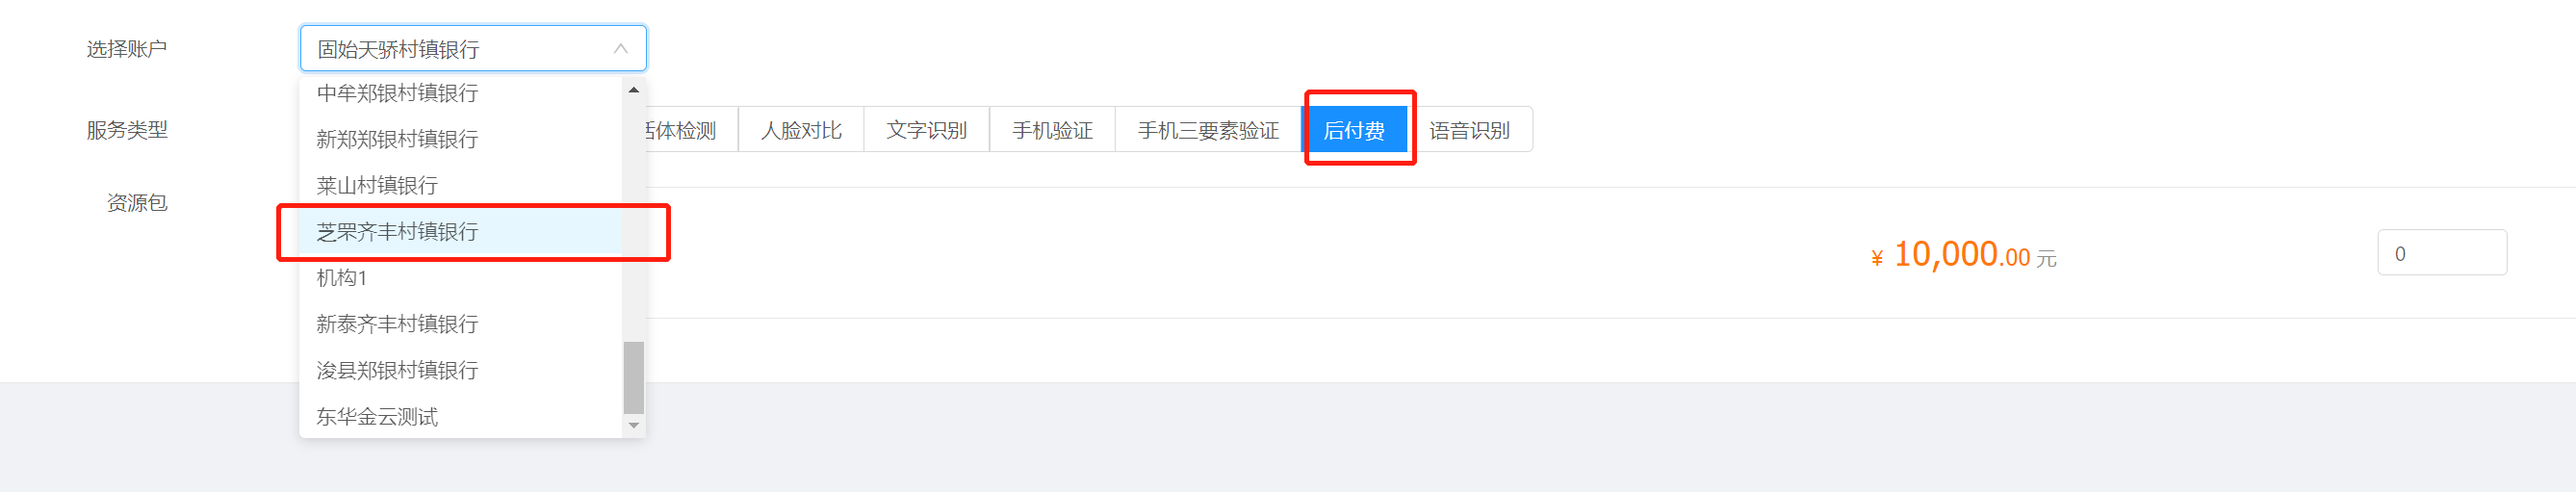 选择账户
固始天骄村镇银行
中牟郑银村镇银行
新郑郑银村镇银行
莱山村镇银行
芝罘齐丰村镇银行
机构1
新泰齐丰村镇银行
浚县郑银村镇银行
东华金云测试
服务类型
体检测 人脸对比 文字识别 手机验证 手机三要素验证 后付费 语音识别
资源包
¥ 10,000.00 元
0